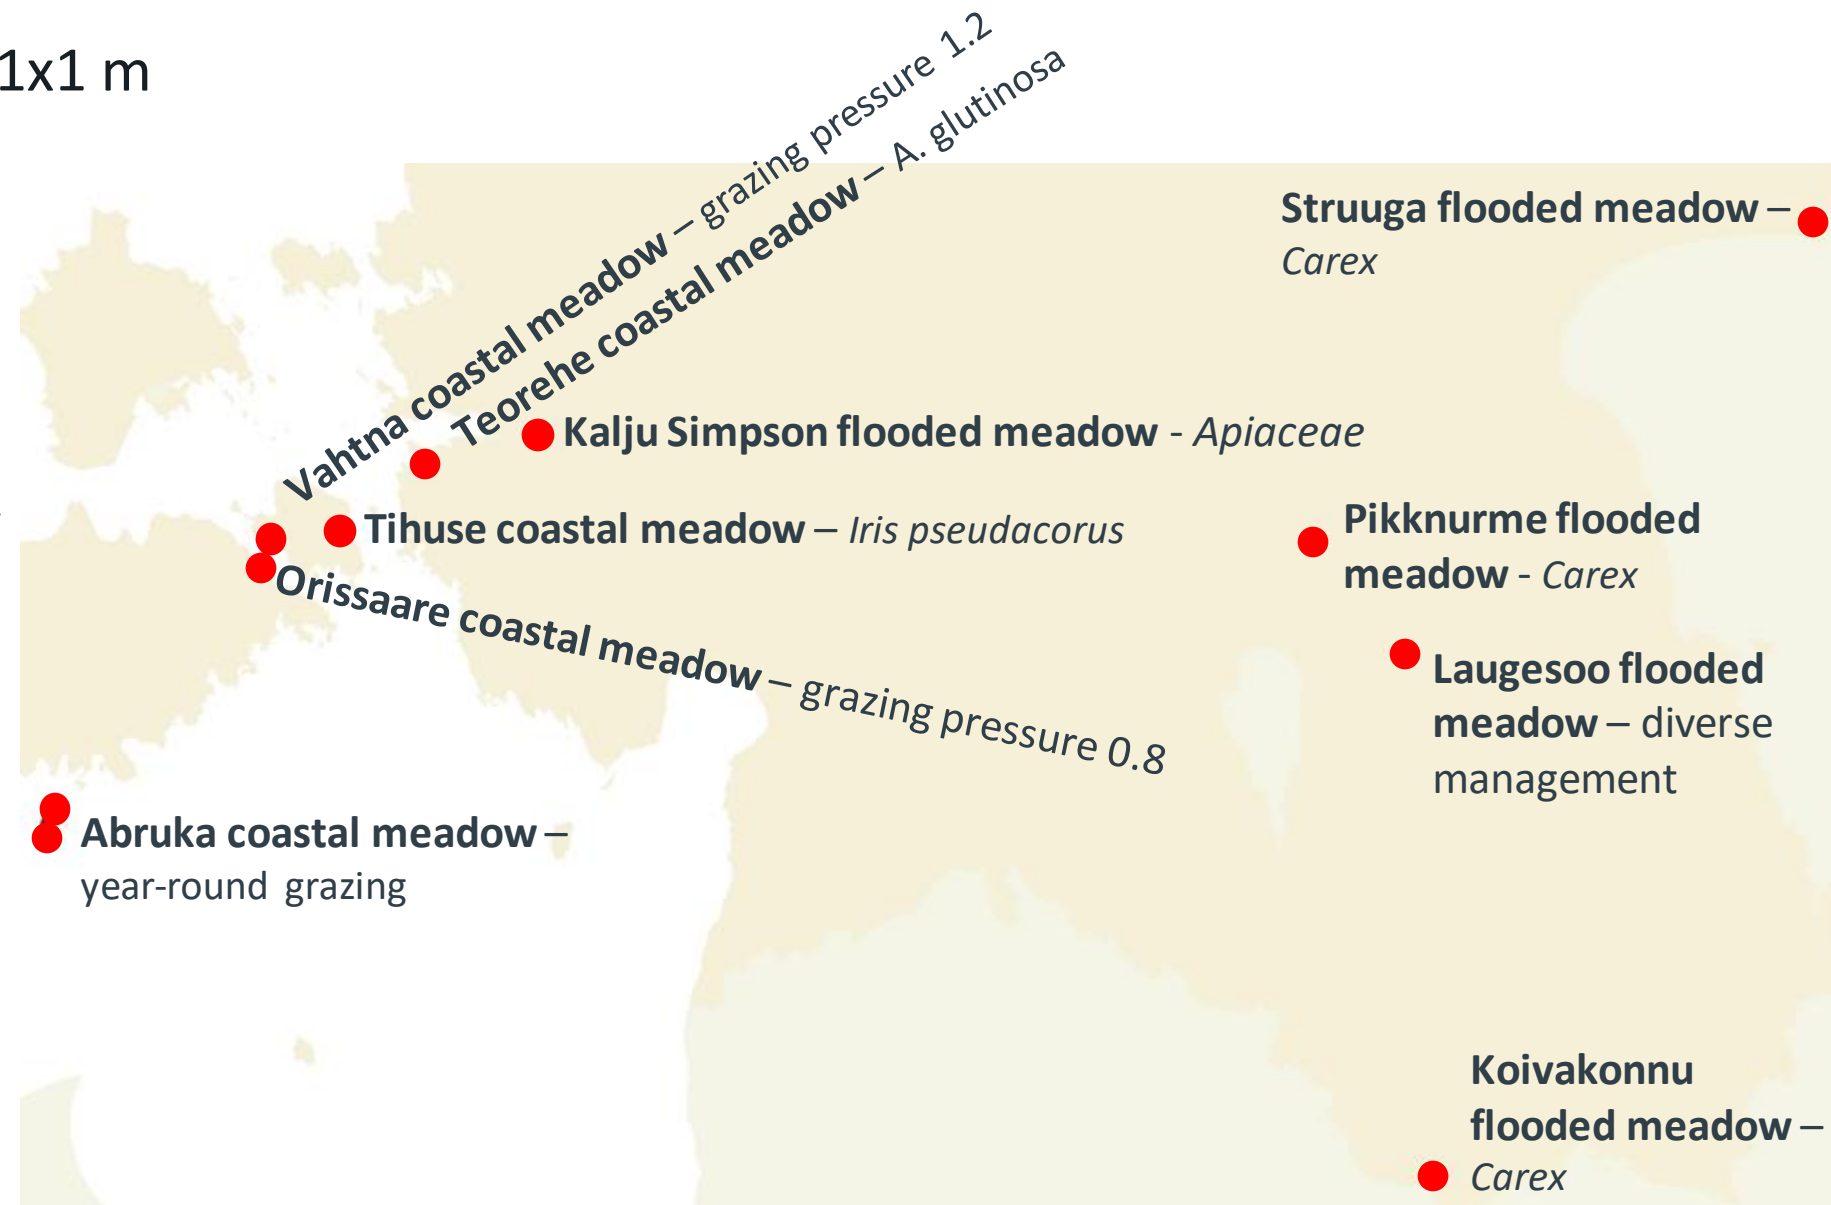 1x1 m
Vahtna coastal meadow – grazing pressure 1.2
Teorehe coastal meadow – A. glutinosa
Struuga flooded meadow –
Carex
Kalju Simpson flooded meadow - Apiaceae
Tihuse coastal meadow – Iris pseudacorus
Pikknurme flooded
meadow - Carex
Orissaare coastal meadow – grazing pressure 0.8
Laugesoo flooded
meadow – diverse
management
Abruka coastal meadow –
year-round grazing
Koivakonnu
flooded meadow –
Carex